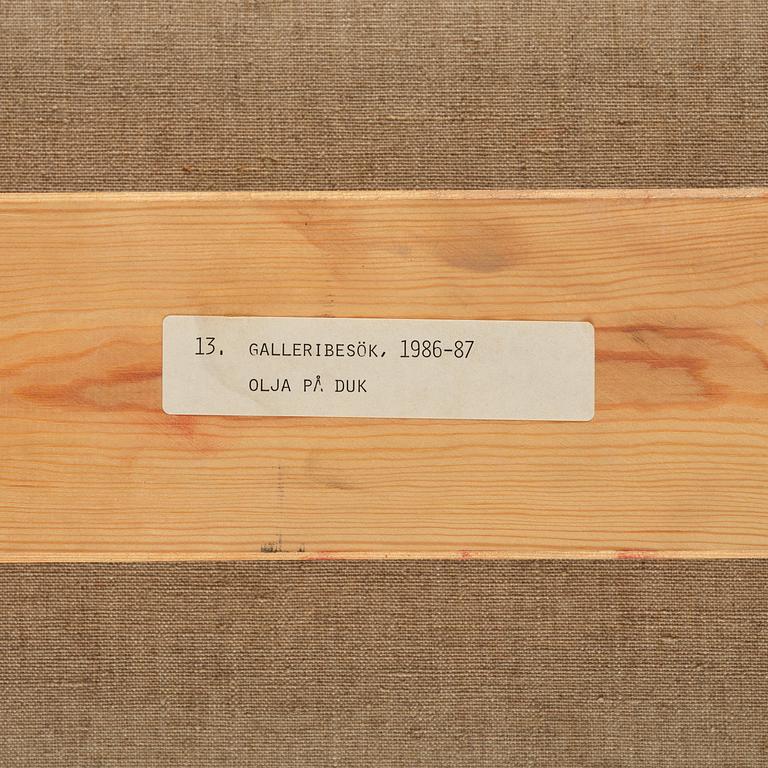 13. GALLERIBESÖK, 1986-87
OLJA PÅ DUK